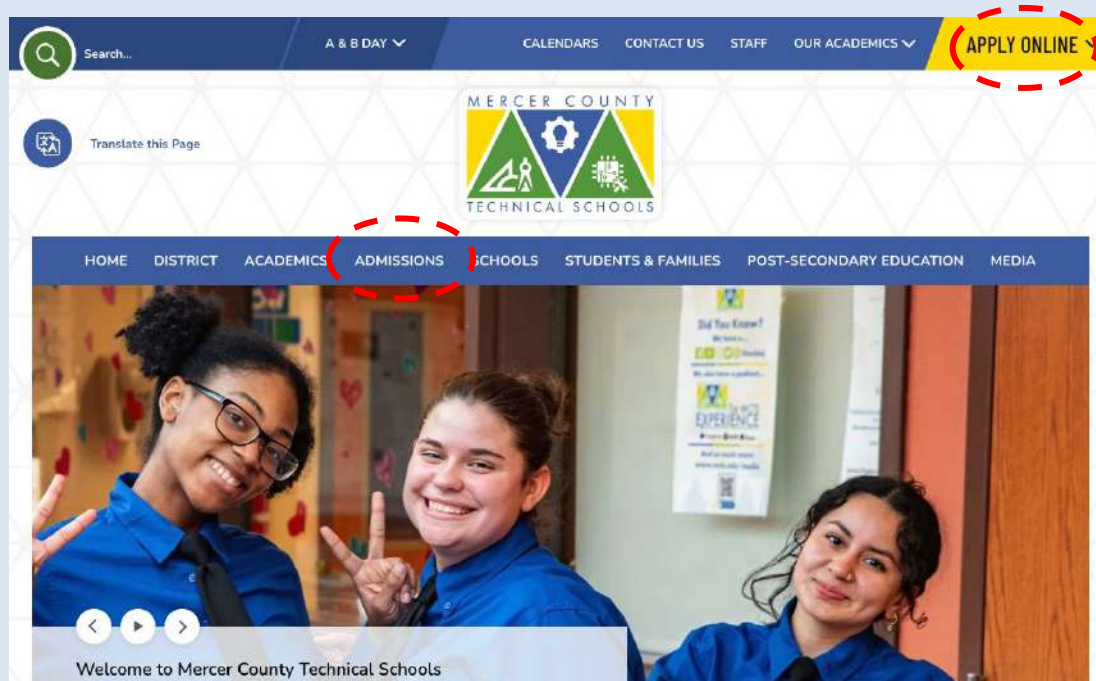 Search...
A & B DAY
CALENDARS CONTACT US STAFF OUR ACADEMICS
APPLY ONLINE
Translate this Page
MERCER COUNTY
TECHNICAL SCHOOLS
HOME DISTRICT ACADEMICS ADMISSIONS SCHOOLS STUDENTS & FAMILIES POST-SECONDARY EDUCATION MEDIA
Did You Know?
EXPERIENCE
Welcome to Mercer County Technical Schools